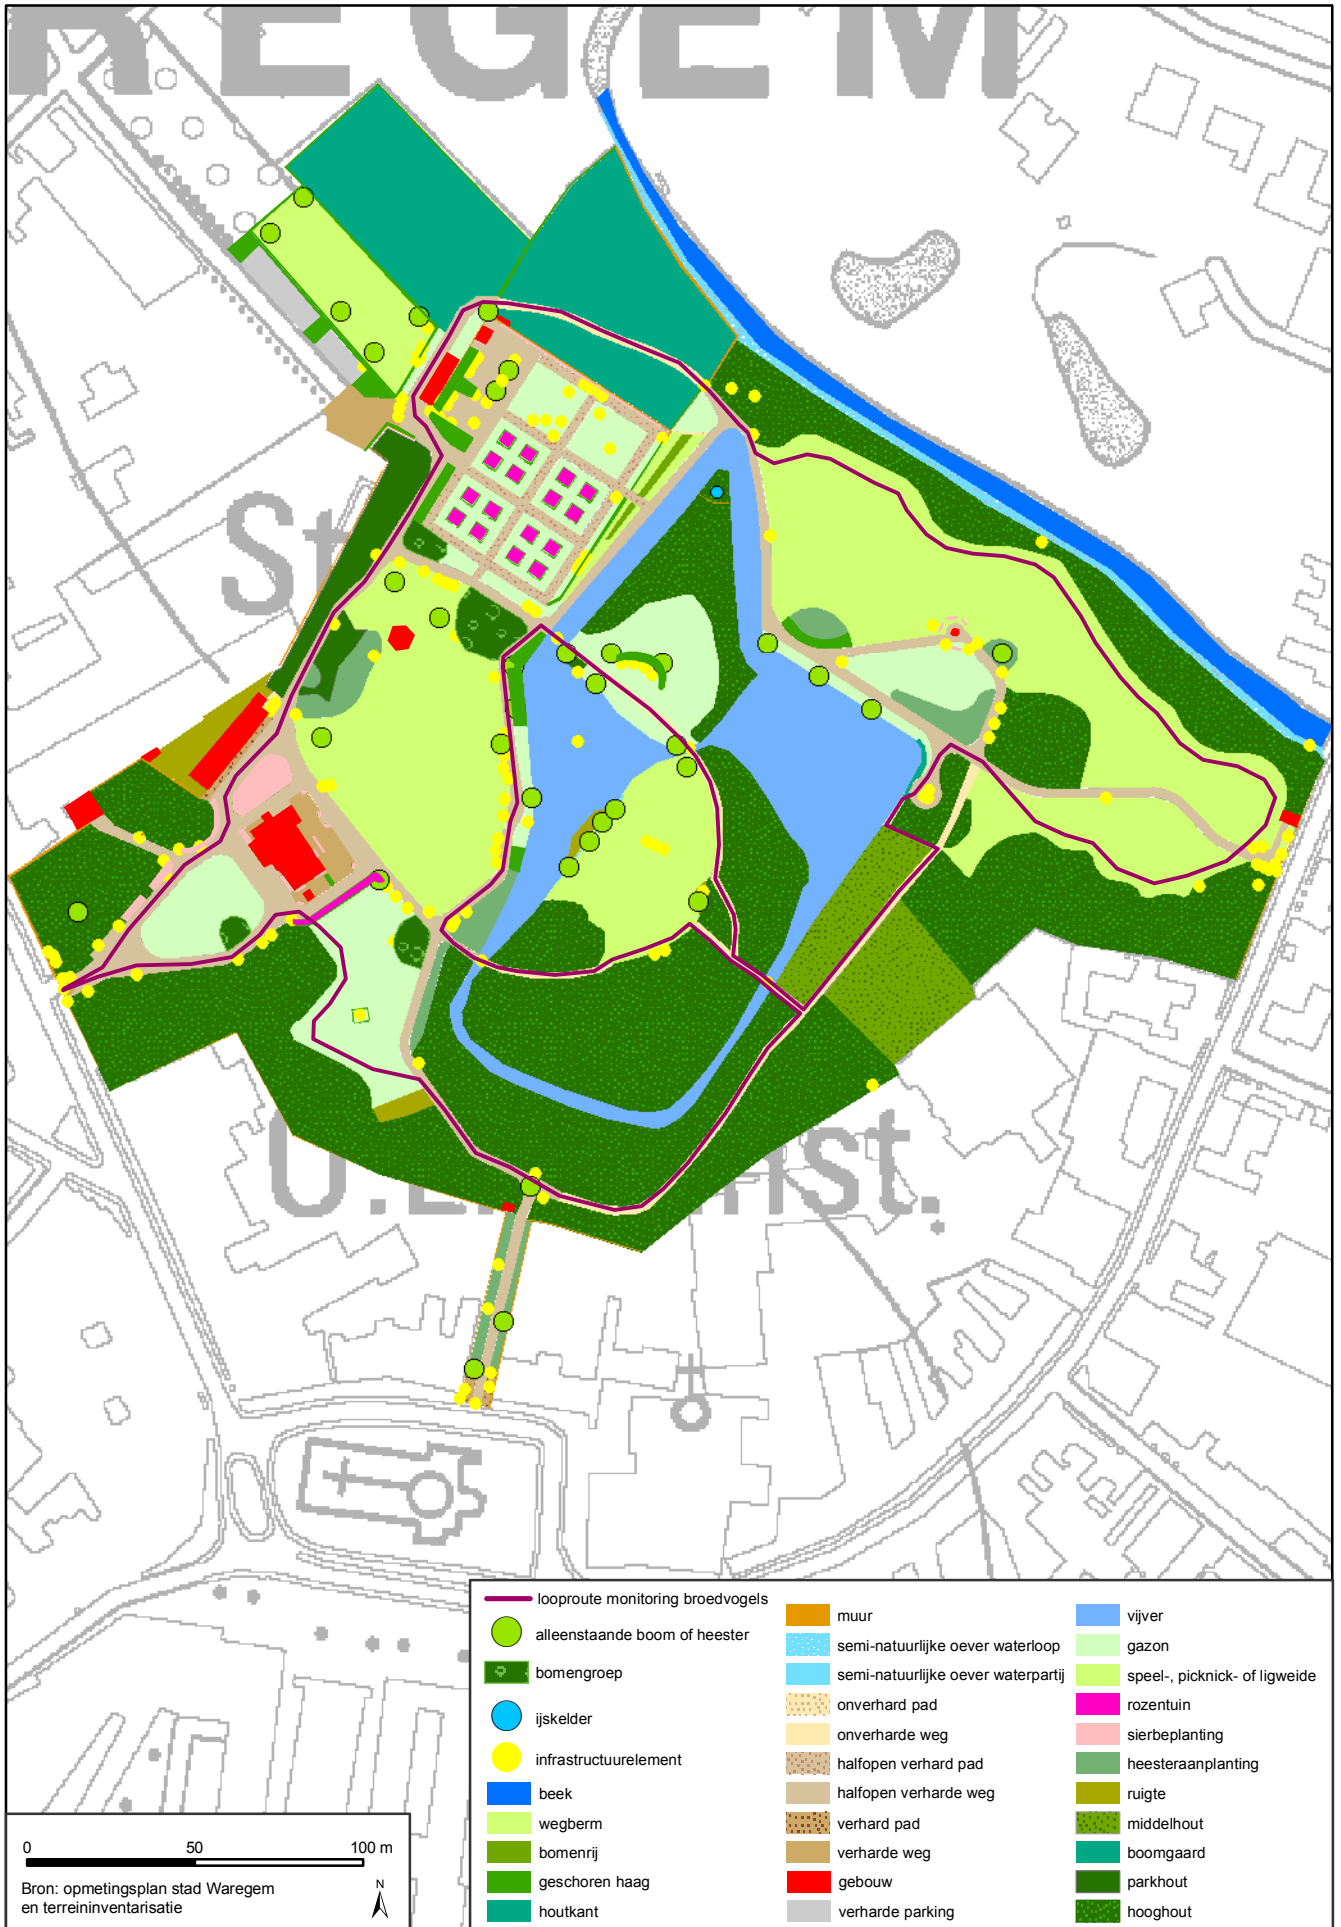 REGEM
St
U.L
rst.
looproute monitoring broedvogels
alleenstaande boom of heester
bomengroep
ijskelder
infrastructuurelement
beek
wegberm
bomenrij
geschoren haag
houtkant
muur
semi-natuurlijke oever waterloop
semi-natuurlijke oever waterpartij
onverhard pad
onverharde weg
halfopen verhard pad
halfopen verharde weg
verhard pad
verharde weg
gebouw
verharde parking
vijver
gazon
speel-, picknick- of ligweide
rozentuin
sierbeplanting
heesteraanplanting
ruigte
middelhout
boomgaard
parkhout
hooghout
0 50 100 m
Bron: opmetingsplan stad Waregem
en terreininventarisatie
N